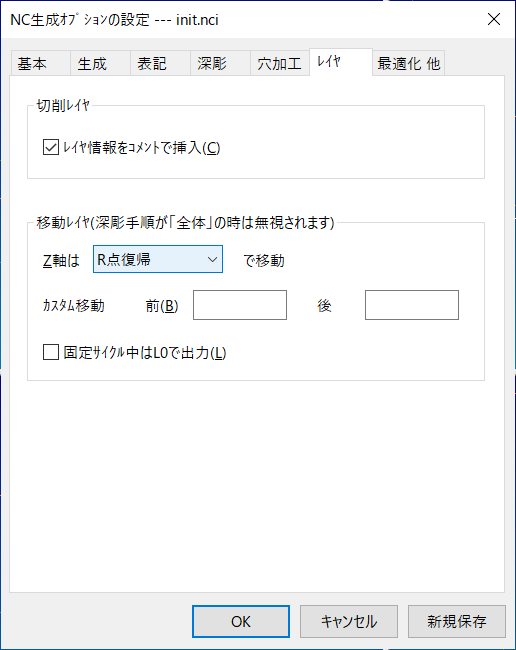 NC生成ｵﾌﾟｼｮﾝの設定 --- init.nci
基本 生成 表記 深彫 穴加工 ﾚｲﾔ 最適化 他
切削ﾚｲﾔ
ﾚｲﾔ情報をｺﾒﾝﾄで挿入(C)
移動ﾚｲﾔ(深彫手順が｢全体｣の時は無視されます)
Z軸は R点復帰 で移動
ｶｽﾀﾑ移動 前(B) 後
固定ｻｲｸﾙ中はL0で出力(L)
OK ｷｬﾝｾﾙ 新規保存